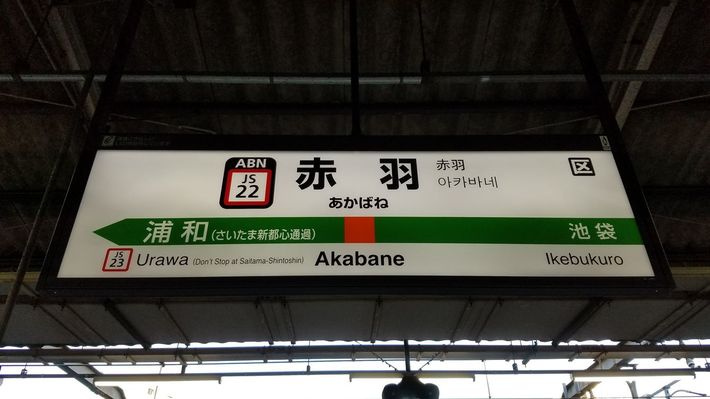 ABN
JS
22
赤羽
赤羽
아카바네
区
あかばね
浦和(さいたま新都心通過)
池袋
JS
23
Urawa (Don't Stop at Saitama-Shintoshin)
Akabane
Ikebukuro